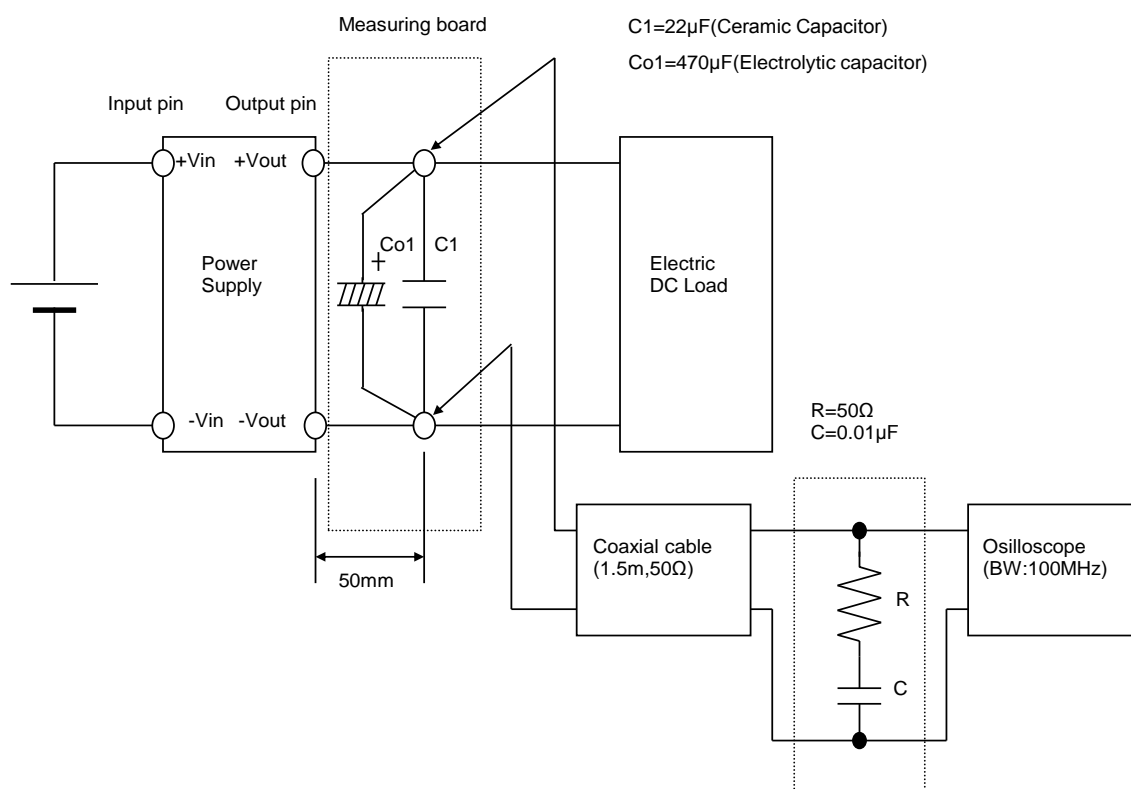 Measuring board
C1=22µF(Ceramic Capacitor)
Co1=470µF(Electrolytic capacitor)
Input pin
Output pin
+Vin
+Vout
Co1
C1
+
Power
Supply
Electric
DC Load
-Vin
-Vout
R=50Ω
C=0.01µF
50mm
Coaxial cable
(1.5m,50Ω)
R
C
Osilloscope
(BW:100MHz)